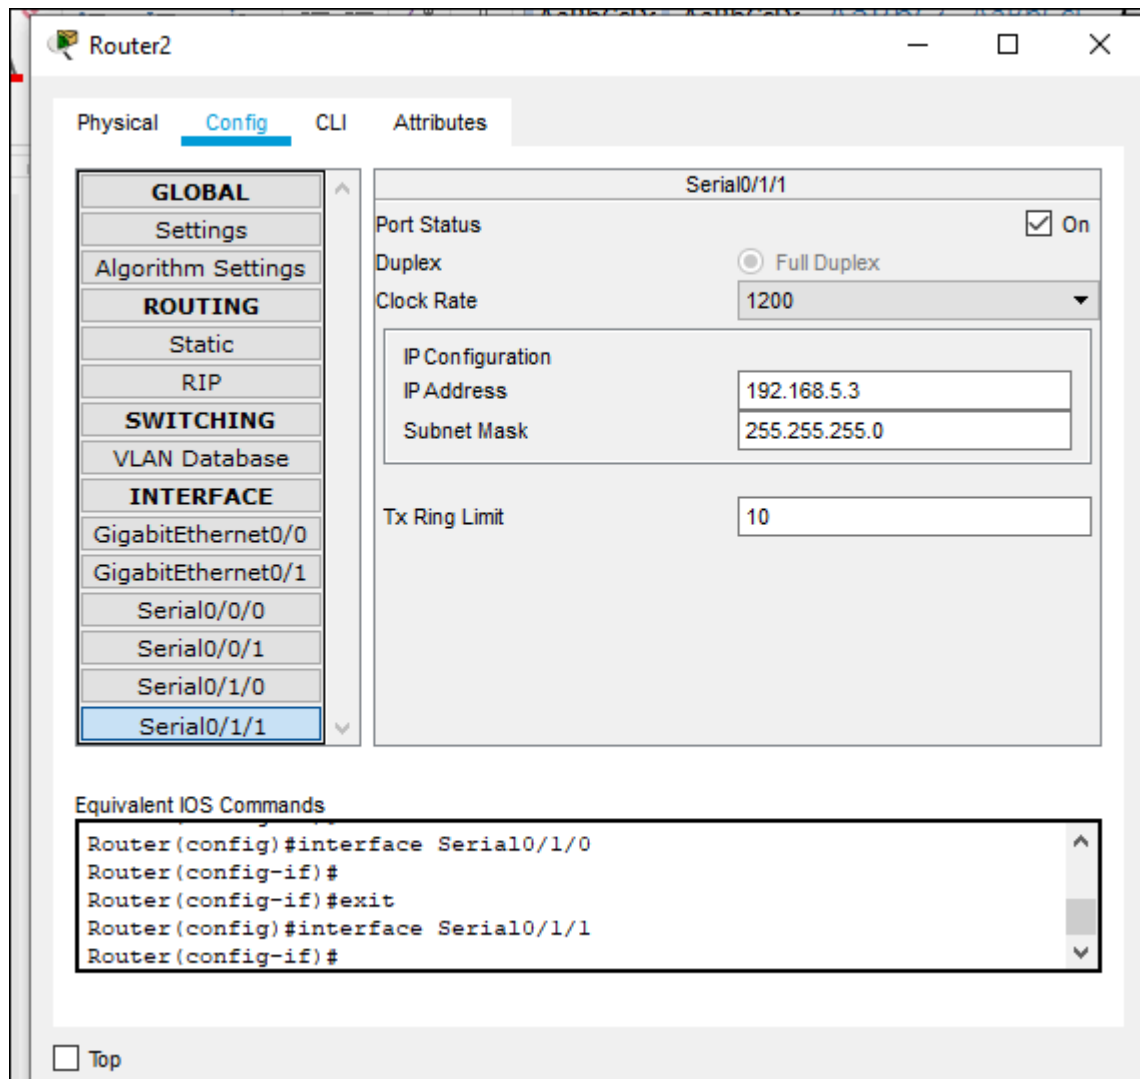 Router2
Physical Config CLI Attributes
GLOBAL
Settings
Algorithm Settings
ROUTING
Static
RIP
SWITCHING
VLAN Database
INTERFACE
GigabitEthernet0/0
GigabitEthernet0/1
Serial0/0/0
Serial0/0/1
Serial0/1/0
Serial0/1/1
Serial0/1/1
Port Status On
Duplex Full Duplex
Clock Rate 1200
IP Configuration
IP Address 192.168.5.3
Subnet Mask 255.255.255.0
Tx Ring Limit 10
Equivalent IOS Commands
Router(config)#interface Serial0/1/0
Router(config-if)#
Router(config-if)#exit
Router(config)#interface Serial0/1/1
Router(config-if)#
Top